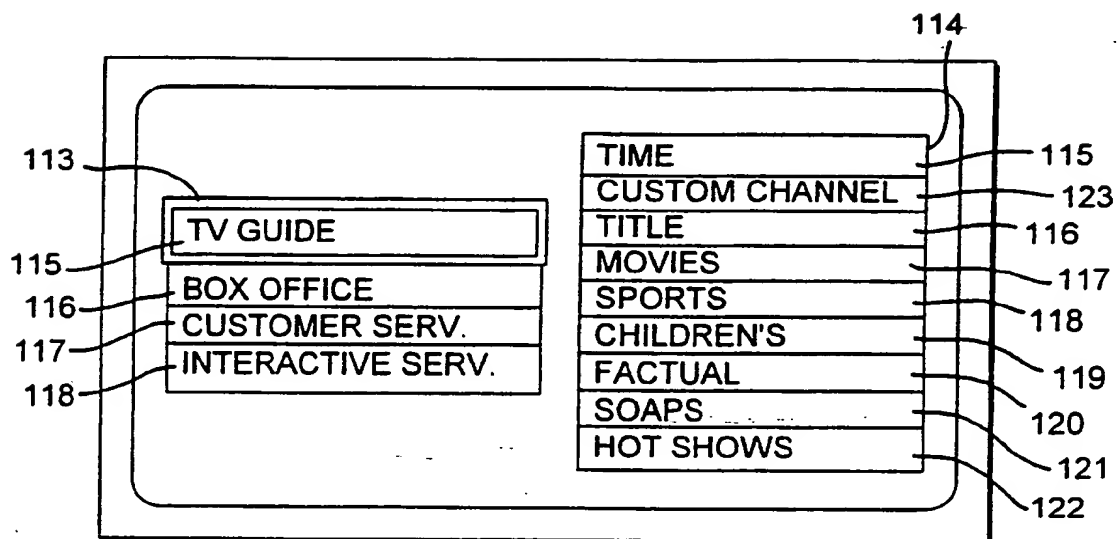 114
113
TV GUIDE
115
BOX OFFICE
116
CUSTOMER SERV.
117
INTERACTIVE SERV.
118
TIME
115
CUSTOM CHANNEL
123
TITLE
116
MOVIES
117
SPORTS
118
CHILDREN'S
119
FACTUAL
120
SOAPS
121
HOT SHOWS
122